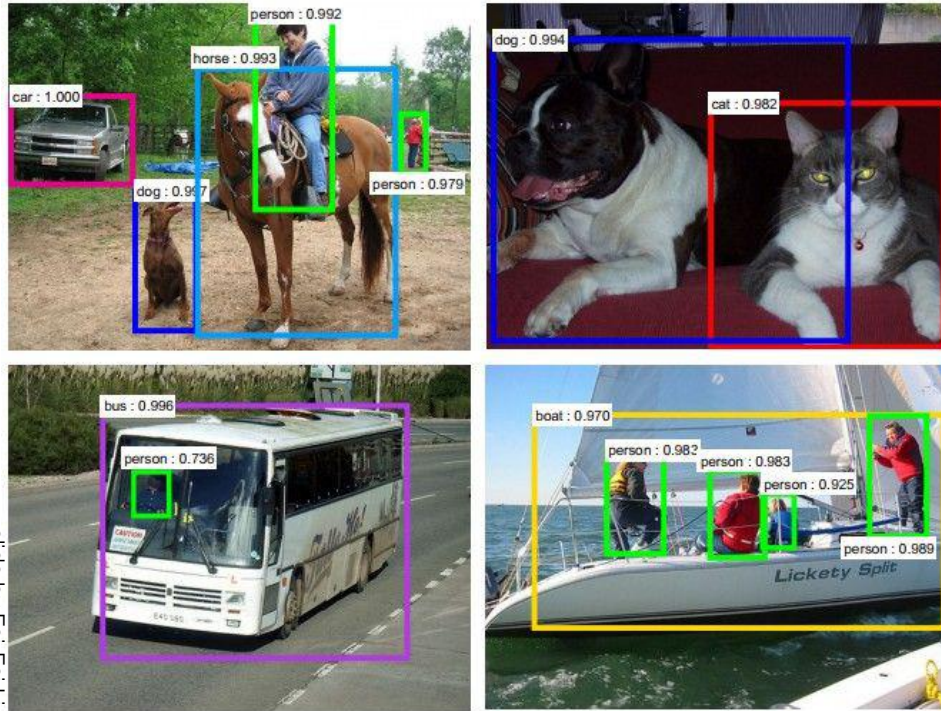 person : 0.992
horse : 0.993
car : 1.000
person : 0.979
dog : 0.997
dog : 0.994
cat : 0.982
bus : 0.996
person : 0.736
CAUTION
boat : 0.970
person : 0.983
person : 0.983
person : 0.925
person : 0.989
Lickety Split